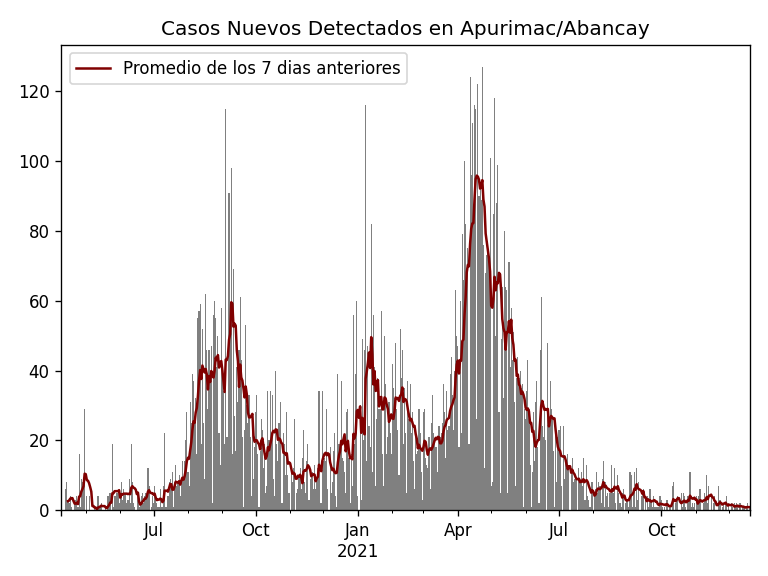 Casos Nuevos Detectados en Apurimac/Abancay
Promedio de los 7 dias anteriores
120
100
80
60
40
20
0
Jul
Oct
Jan
2021
Apr
Jul
Oct